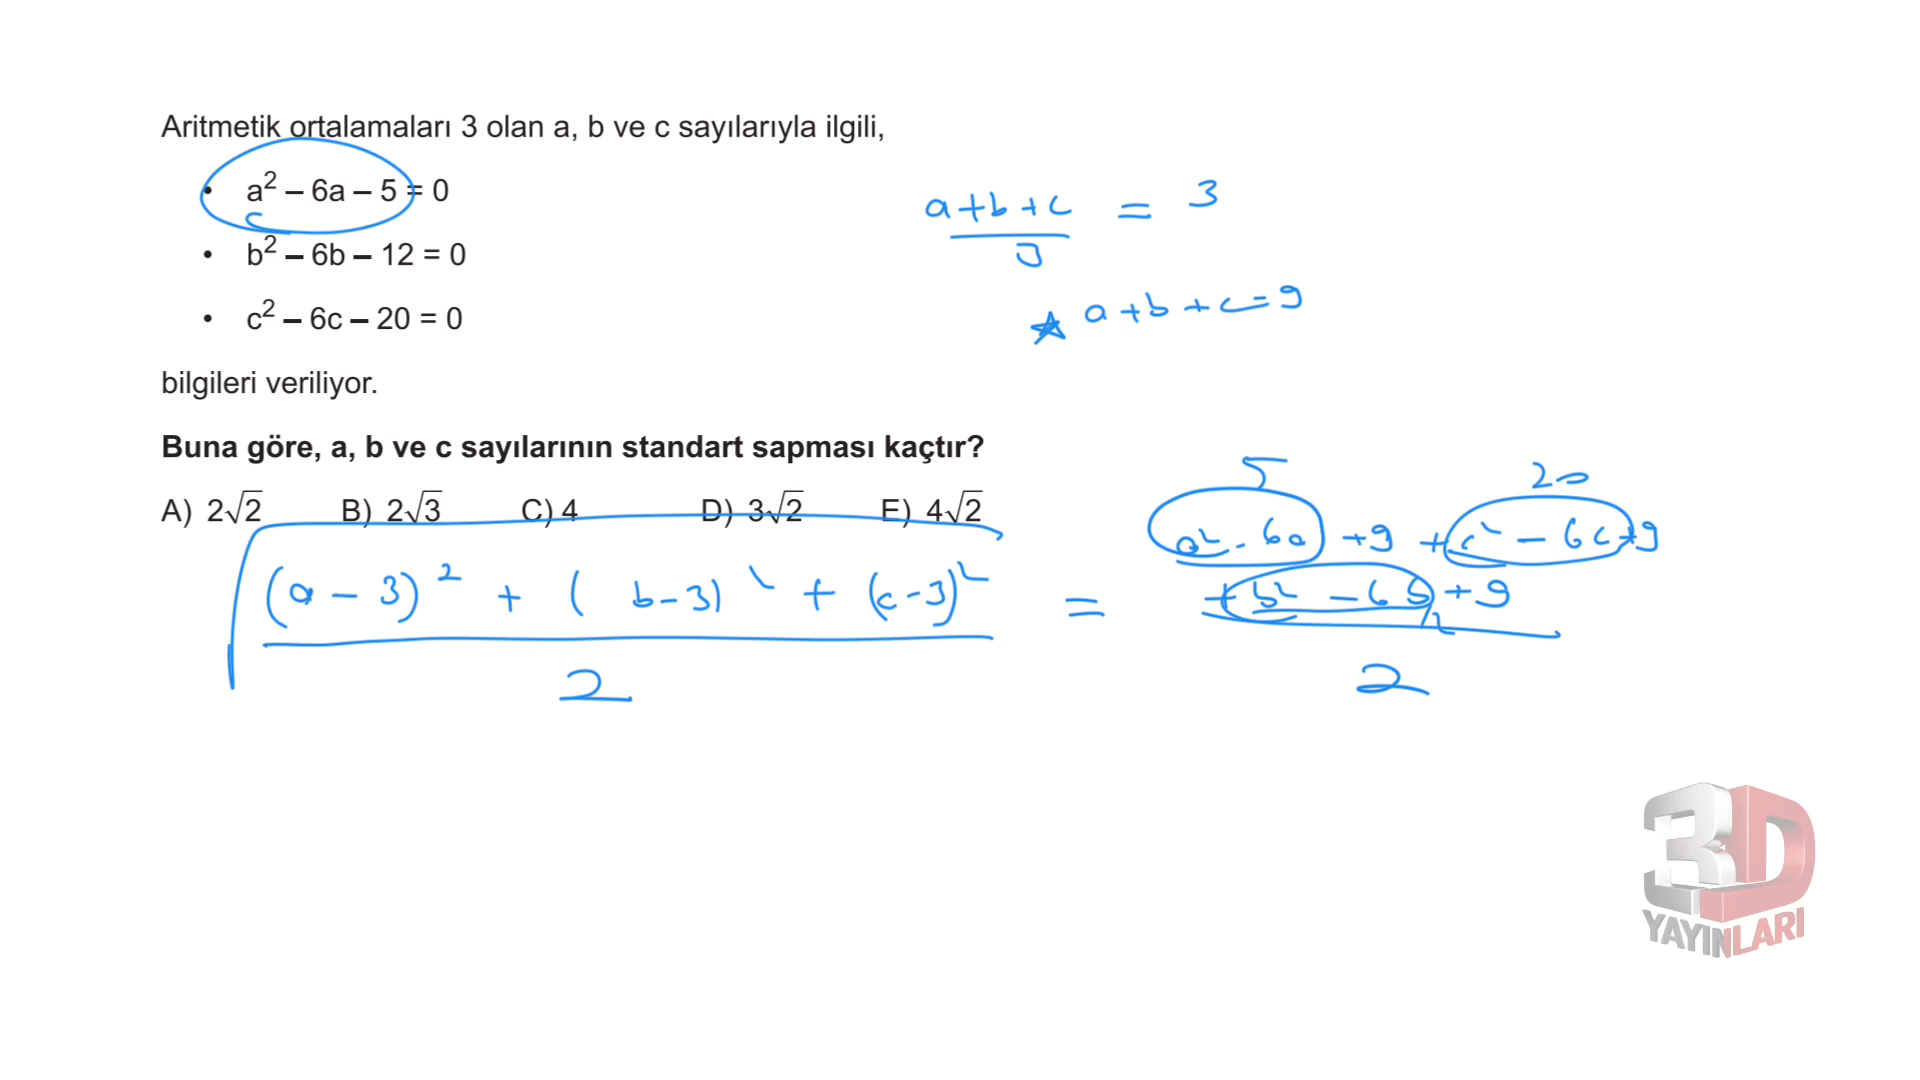 Aritmetik ortalamaları 3 olan a, b ve c sayılarıyla ilgili,
• a² – 6a – 5 = 0
c
• b² – 6b – 12 = 0
• c² – 6c – 20 = 0
bilgileri veriliyor.
a+b+c = 3
3
a+b+c=9
Buna göre, a, b ve c sayılarının standart sapması kaçtır?
A) 2√2 B) 2√3 C) 4 D) 3√2 E) 4√2
√ (a-3)² + (b-3)² + (c-3)²
2
=
5 20
a² - 6a +9 + c² - 6c +9
+ b² - 6b +9
12
2
3D
YAYINLARI